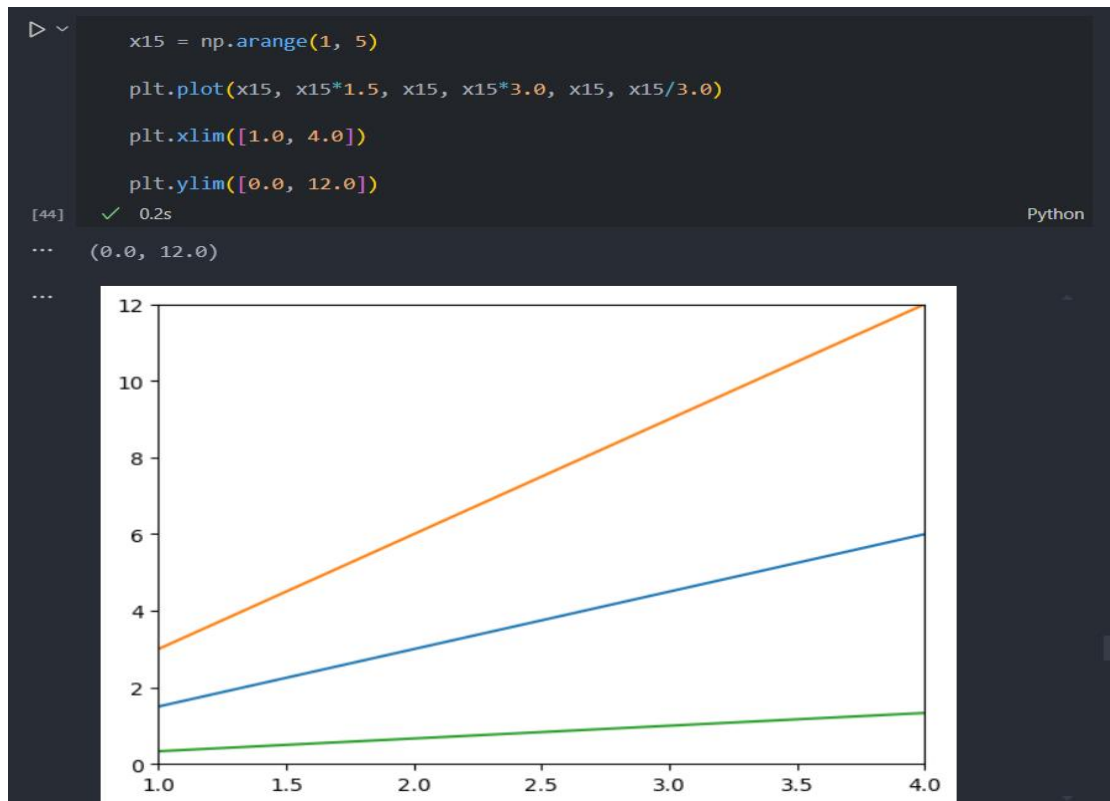 x15 = np.arange(1, 5)
plt.plot(x15, x15*1.5, x15, x15*3.0, x15, x15/3.0)
plt.xlim([1.0, 4.0])
plt.ylim([0.0, 12.0])
[44] ✓ 0.2s Python
... (0.0, 12.0)
...
12
10
8
6
4
2
0
1.0 1.5 2.0 2.5 3.0 3.5 4.0